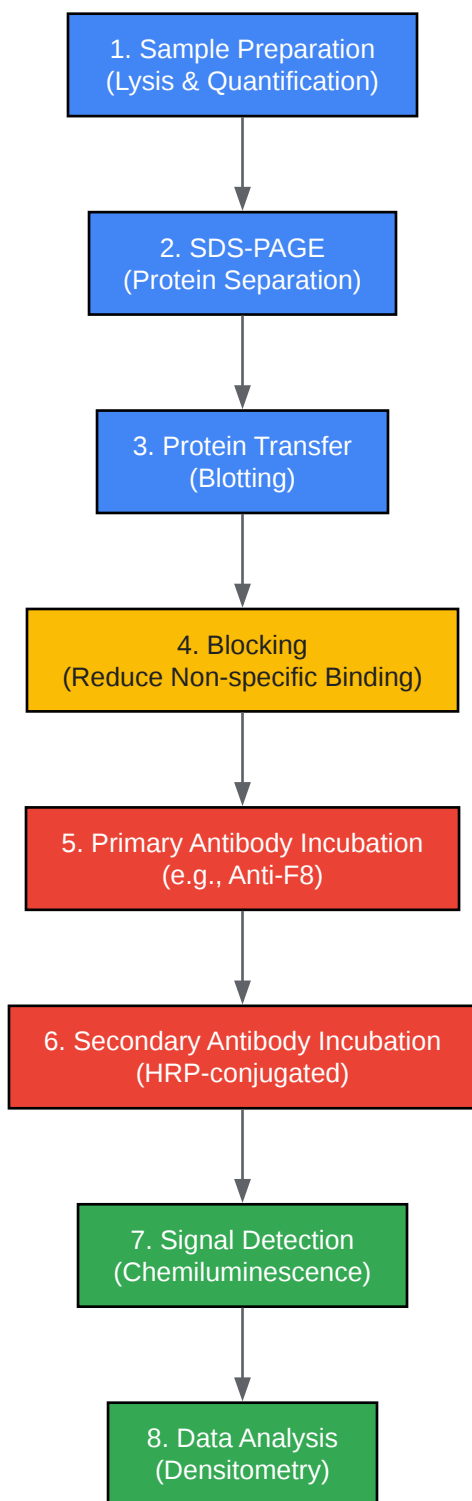 1. Sample Preparation
(Lysis & Quantification)
2. SDS-PAGE
(Protein Separation)
3. Protein Transfer
(Blotting)
4. Blocking
(Reduce Non-specific Binding)
5. Primary Antibody Incubation
(e.g., Anti-F8)
6. Secondary Antibody Incubation
(HRP-conjugated)
7. Signal Detection
(Chemiluminescence)
8. Data Analysis
(Densitometry)